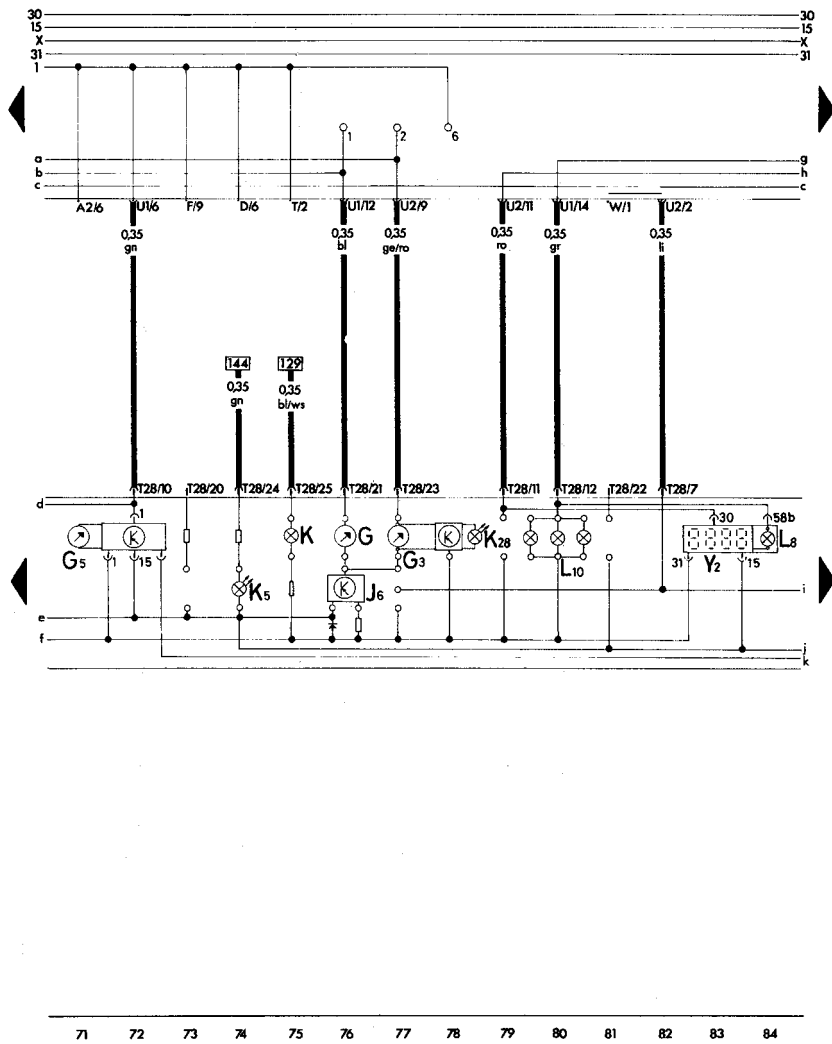 30 30
15 15
X X
31 31
1
1 2 6
a g
b h
c c
A2/6 U1/6 F/9 D/6 T/2 U1/12 U2/9 U2/11 U1/14 W/1 U2/2
0,35 0,35 0,35 0,35 0,35 0,35
gn bl ge/ro ro gr li
144 129
0,35 0,35
gn bl/ws
T28/10 T28/20 T28/24 T28/25 T28/21 T28/23 T28/11 T28/12 T28/22 T28/7
d
1 30 58b
K K G K K28 L8
G5 G3 L10 Y2
1 15 31 15
K5 K J6 i
e
f
j
k
71 72 73 74 75 76 77 78 79 80 81 82 83 84